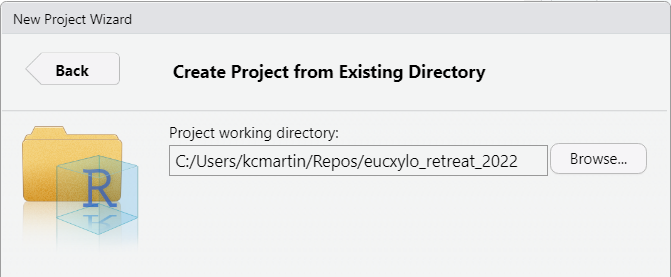 New Project Wizard
Back
Create Project from Existing Directory
Project working directory:
C:/Users/kcmartin/Repos/eucxylo_retreat_2022
Browse...
R